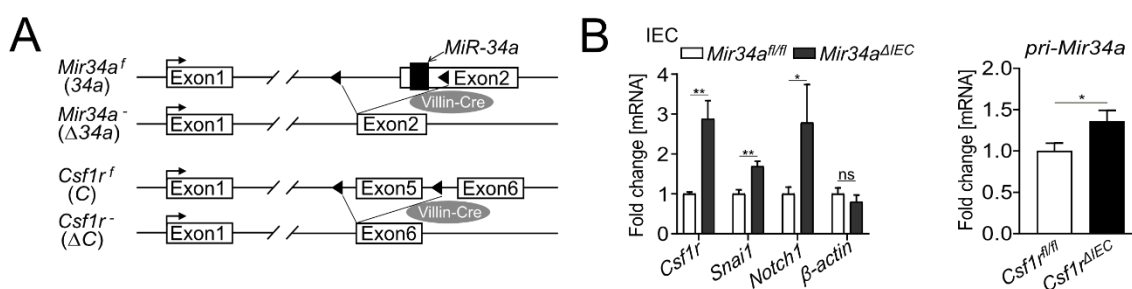 A
Mir34a^f
(34a)
Exon1
MiR-34a
Exon2
Villin-Cre
Mir34a^-
(Δ34a)
Exon1
Exon2
Csf1r^f
(C)
Exon1
Exon5
Exon6
Villin-Cre
Csf1r^-
(ΔC)
Exon1
Exon6
B
IEC
Mir34a^fl/fl
Mir34a^ΔIEC
Fold change [mRNA]
5
4
3
2
1
0
**
**
*
ns
Csf1r
Snai1
Notch1
β-actin
pri-Mir34a
Fold change [mRNA]
2.0
1.5
1.0
0.5
0.0
*
Csf1r^fl/fl
Csf1r^ΔIEC